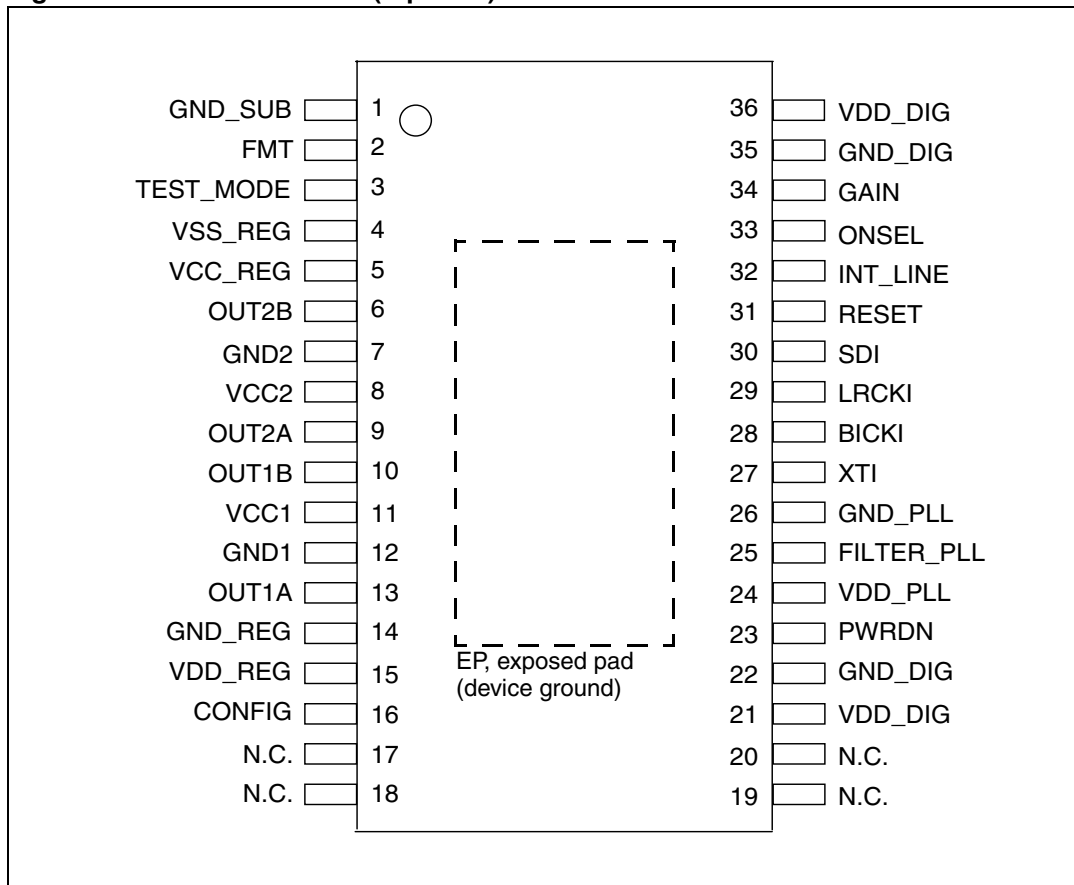 GND_SUB 1 36 VDD_DIG
FMT 2 35 GND_DIG
TEST_MODE 3 34 GAIN
VSS_REG 4 33 ONSEL
VCC_REG 5 32 INT_LINE
OUT2B 6 31 RESET
GND2 7 30 SDI
VCC2 8 29 LRCKI
OUT2A 9 28 BICKI
OUT1B 10 27 XTI
VCC1 11 26 GND_PLL
GND1 12 25 FILTER_PLL
OUT1A 13 24 VDD_PLL
GND_REG 14 23 PWRDN
EP, exposed pad
VDD_REG 15 22 GND_DIG
(device ground)
CONFIG 16 21 VDD_DIG
N.C. 17 20 N.C.
N.C. 18 19 N.C.